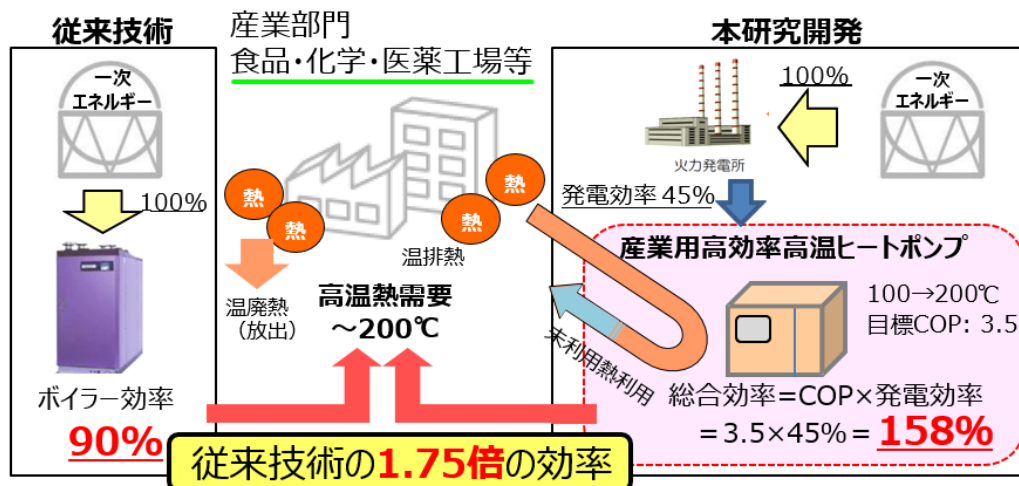 従来技術
一次
エネルギー
100%
ボイラー効率
90%
産業部門
食品・化学・医薬工場等
熱
熱
熱
熱
温廃熱
(放出)
温排熱
高温熱需要
～200℃
本研究開発
100%
一次
エネルギー
火力発電所
発電効率 45%
産業用高効率高温ヒートポンプ
100→200℃
目標COP: 3.5
未利用熱利用
総合効率=COP×発電効率
=3.5×45%=158%
従来技術の1.75倍の効率